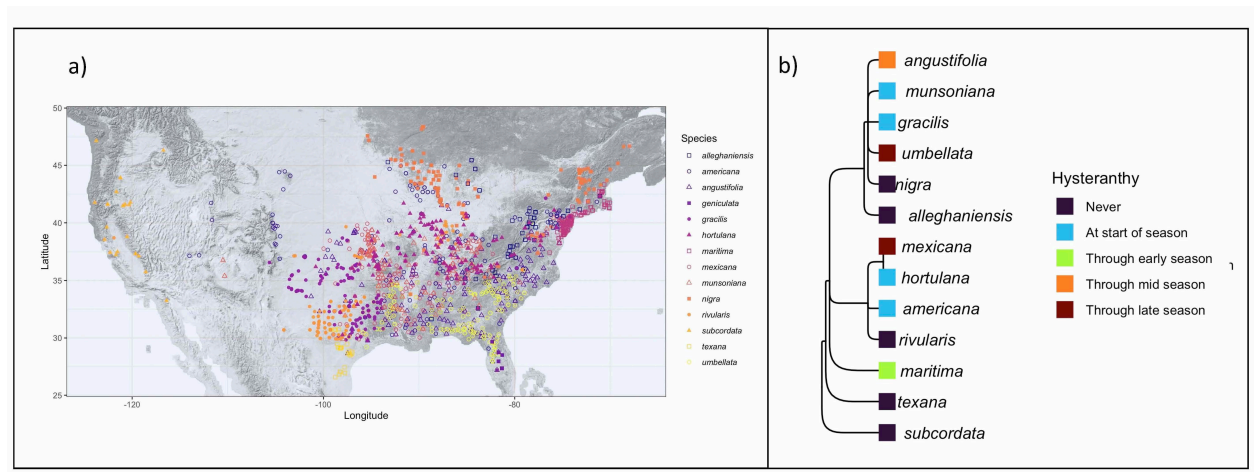 a)
50
45
40
35
30
25
Latitude
-120
-100
-80
Longitude
Species
alleghaniensis
americana
angustifolia
geniculata
gracilis
hortulana
maritima
mexicana
munsoniana
nigra
rivularis
subcordata
texana
umbellata
b)
angustifolia
munsoniana
gracilis
umbellata
nigra
alleghaniensis
mexicana
hortulana
americana
rivularis
maritima
texana
subcordata
Hysteranthy
Never
At start of season
Through early season
Through mid season
Through late season